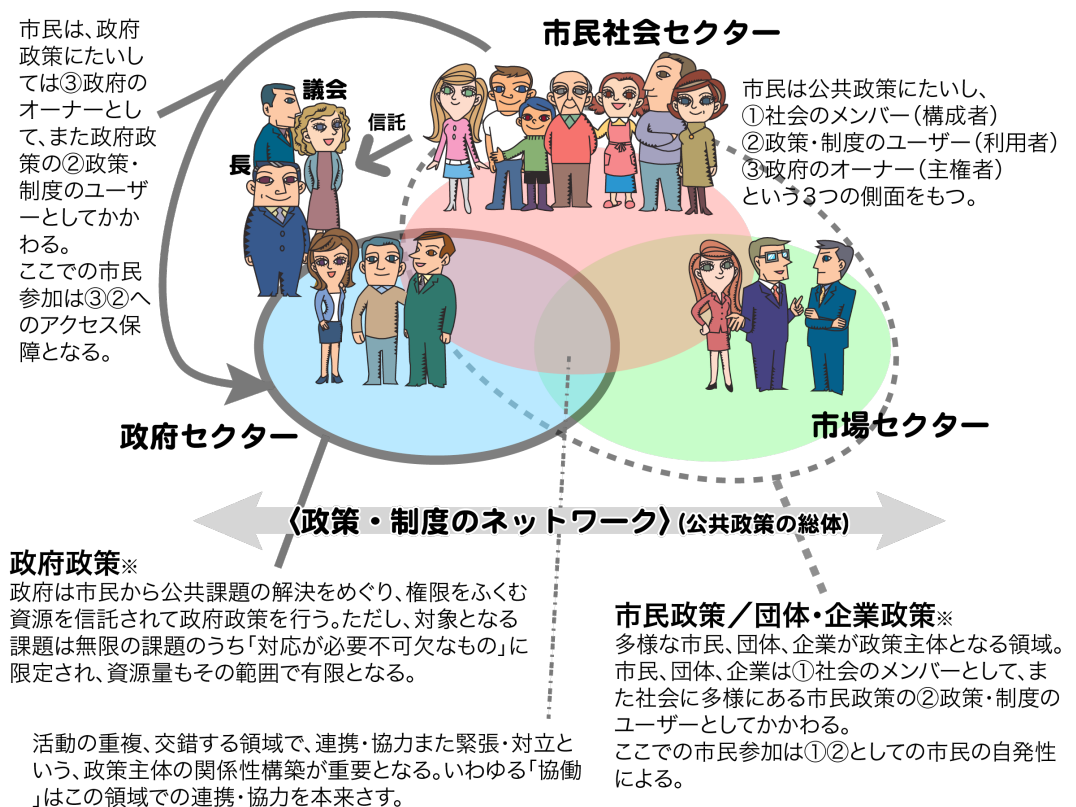 市民は、政府
政策にたいし
ては③政府の
オーナーとし
て、また政府政
策の②政策・
制度のユーザ
ーとしてかか
わる。
ここでの市民
参加は③②へ
のアクセス保
障となる。
議会
長
信託
市民社会セクター
市民は公共政策にたいし、
①社会のメンバー(構成者)
②政策・制度のユーザー(利用者)
③政府のオーナー(主権者)
という3つの側面をもつ。
政府セクター
市場セクター
〈政策・制度のネットワーク〉(公共政策の総体)
政府政策※
政府は市民から公共課題の解決をめぐり、権限をふくむ
資源を信託されて政府政策を行う。ただし、対象となる
課題は無限の課題のうち「対応が必要不可欠なもの」に
限定され、資源量もその範囲で有限となる。
市民政策／団体・企業政策※
多様な市民、団体、企業が政策主体となる領域。
市民、団体、企業は①社会のメンバーとして、ま
た社会に多様にある市民政策の②政策・制度の
ユーザーとしてかかわる。
ここでの市民参加は①②としての市民の自発性
による。
活動の重複、交錯する領域で、連携・協力また緊張・対立と
いう、政策主体の関係性構築が重要となる。いわゆる「協働
」はこの領域での連携・協力を本来さす。